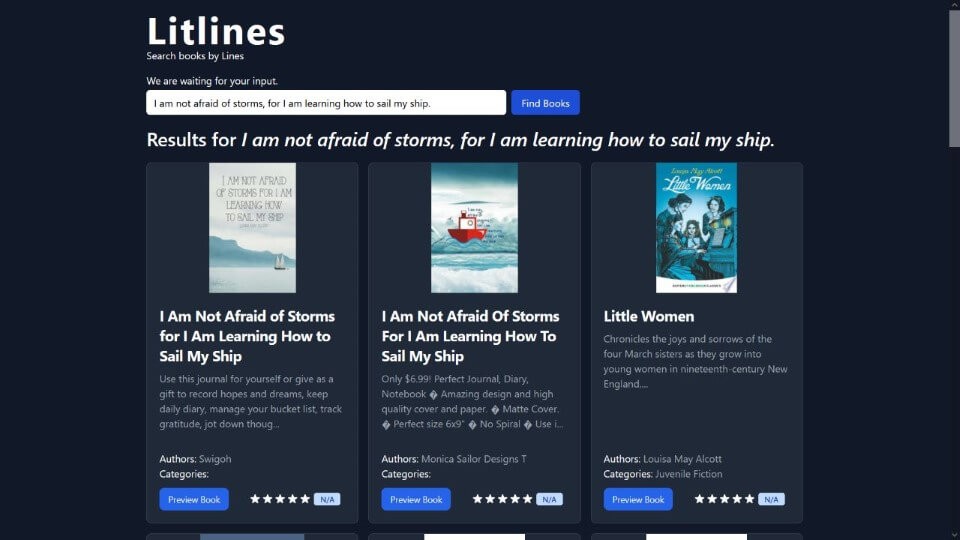 Litlines
Search books by Lines
We are waiting for your input.
I am not afraid of storms, for I am learning how to sail my ship.
Find Books
Results for I am not afraid of storms, for I am learning how to sail my ship.
I AM NOT AFRAID
OF STORMS FOR I AM
LEARNING HOW
TO SAIL MY SHIP
Louisa May Alcott
Little Women
I Am Not Afraid of Storms
for I Am Learning How to
Sail My Ship
Use this journal for yourself or give as a
gift to record hopes and dreams, keep
daily diary, manage your bucket list, track
gratitude, jot down thoug...
Authors: Swigoh
Categories:
Preview Book
N/A
I Am Not Afraid Of Storms
For I Am Learning How To
Sail My Ship
Only $6.99! Perfect Journal, Diary,
Notebook � Amazing design and high
quality cover and paper. � Matte Cover.
� Perfect size 6x9" � No Spiral � Use i...
Authors: Monica Sailor Designs T
Categories:
Preview Book
N/A
Little Women
Chronicles the joys and sorrows of the
four March sisters as they grow into
young women in nineteenth-century New
England....
Authors: Louisa May Alcott
Categories: Juvenile Fiction
Preview Book
N/A